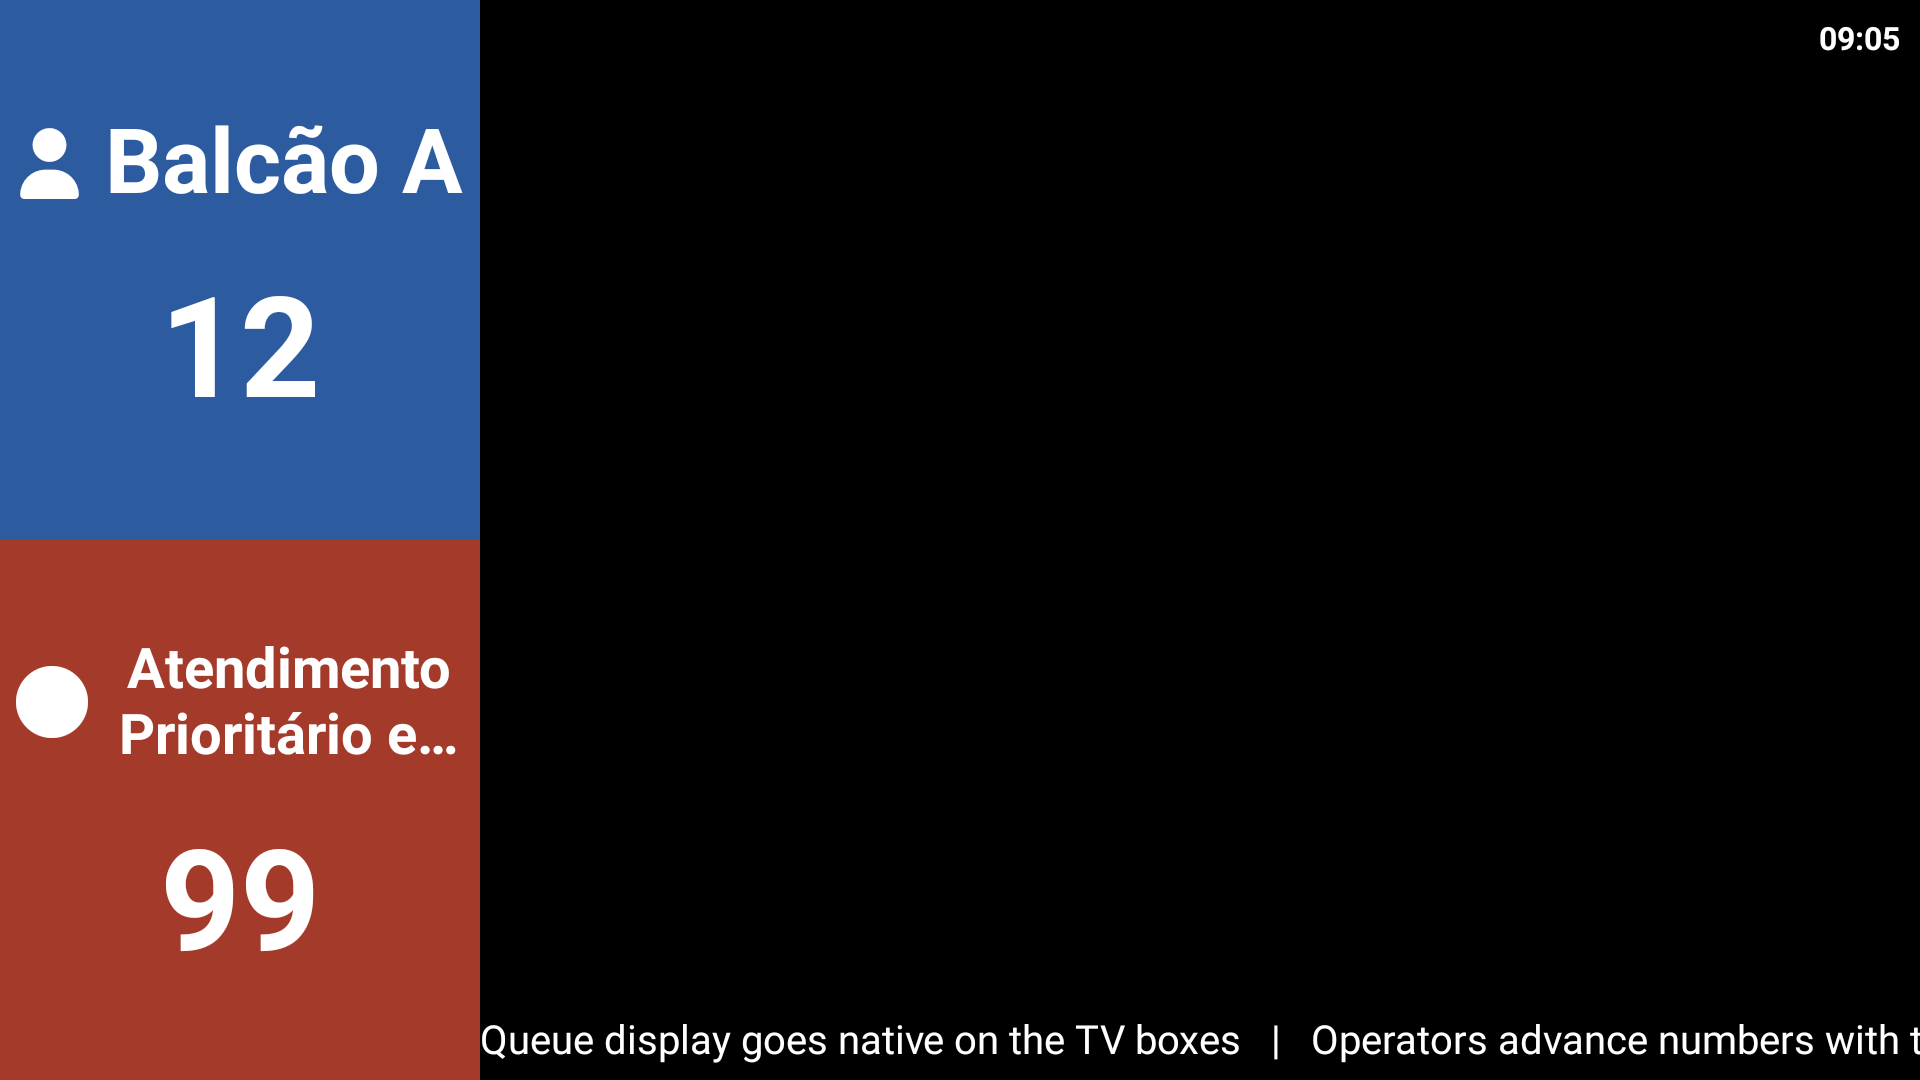 Balcão A
12
Atendimento
Prioritário e…
99
09:05
Queue display goes native on the TV boxes | Operators advance numbers with t